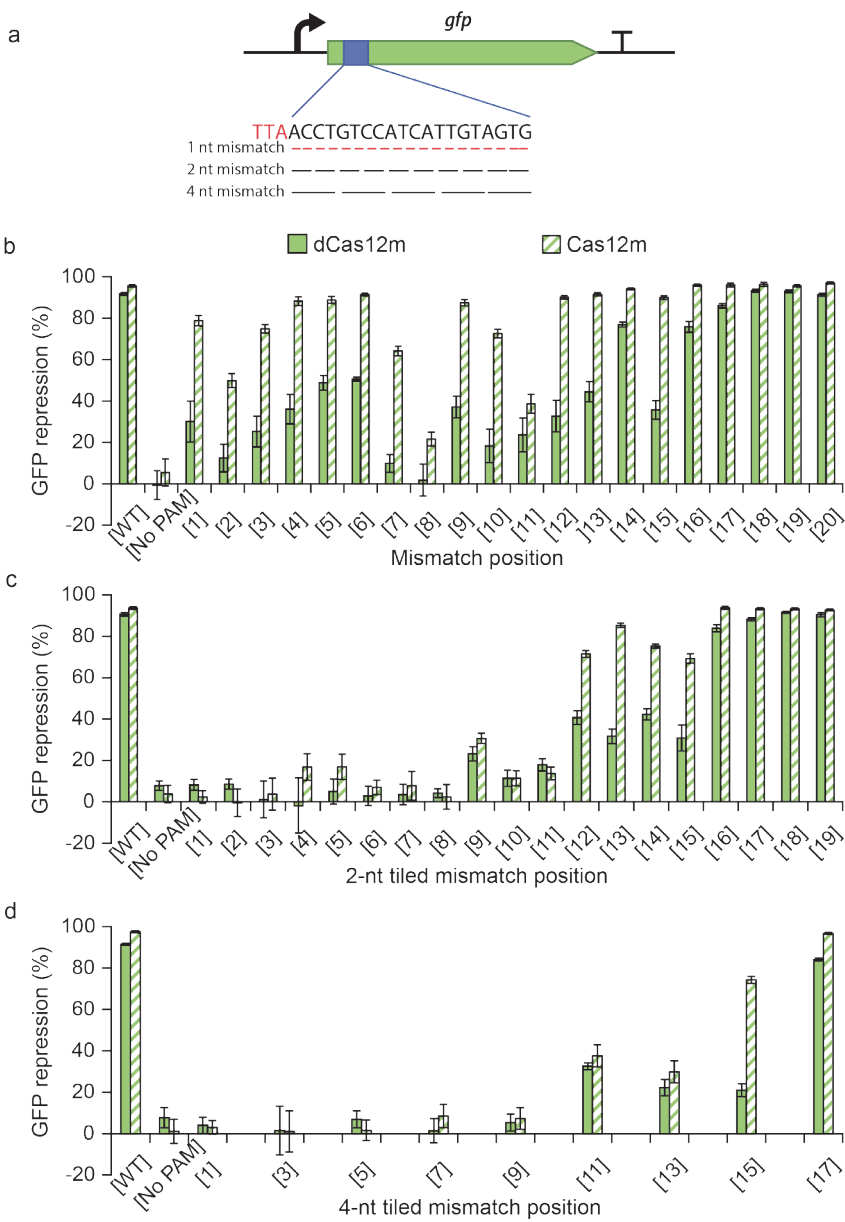 a
gfp
TTAACCTGTCCATCATTGTAGTG
1 nt mismatch
2 nt mismatch
4 nt mismatch
b
dCas12m
Cas12m
GFP repression (%)
100
80
60
40
20
0
-20
[WT] [No PAM] [1] [2] [3] [4] [5] [6] [7] [8] [9] [10] [11] [12] [13] [14] [15] [16] [17] [18] [19] [20]
Mismatch position
c
GFP repression (%)
100
80
60
40
20
0
-20
[WT] [No PAM] [1] [2] [3] [4] [5] [6] [7] [8] [9] [10] [11] [12] [13] [14] [15] [16] [17] [18] [19]
2-nt tiled mismatch position
d
GFP repression (%)
100
80
60
40
20
0
-20
[WT] [No PAM] [1] [3] [5] [7] [9] [11] [13] [15] [17]
4-nt tiled mismatch position